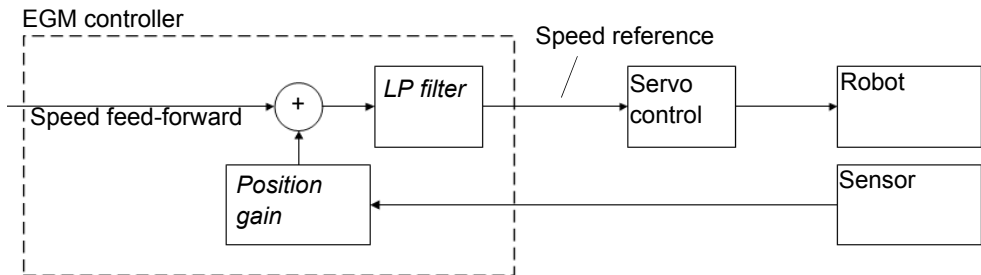 EGM controller
Speed reference
LP filter
Servo
control
Robot
+
Speed feed-forward
Position
gain
Sensor